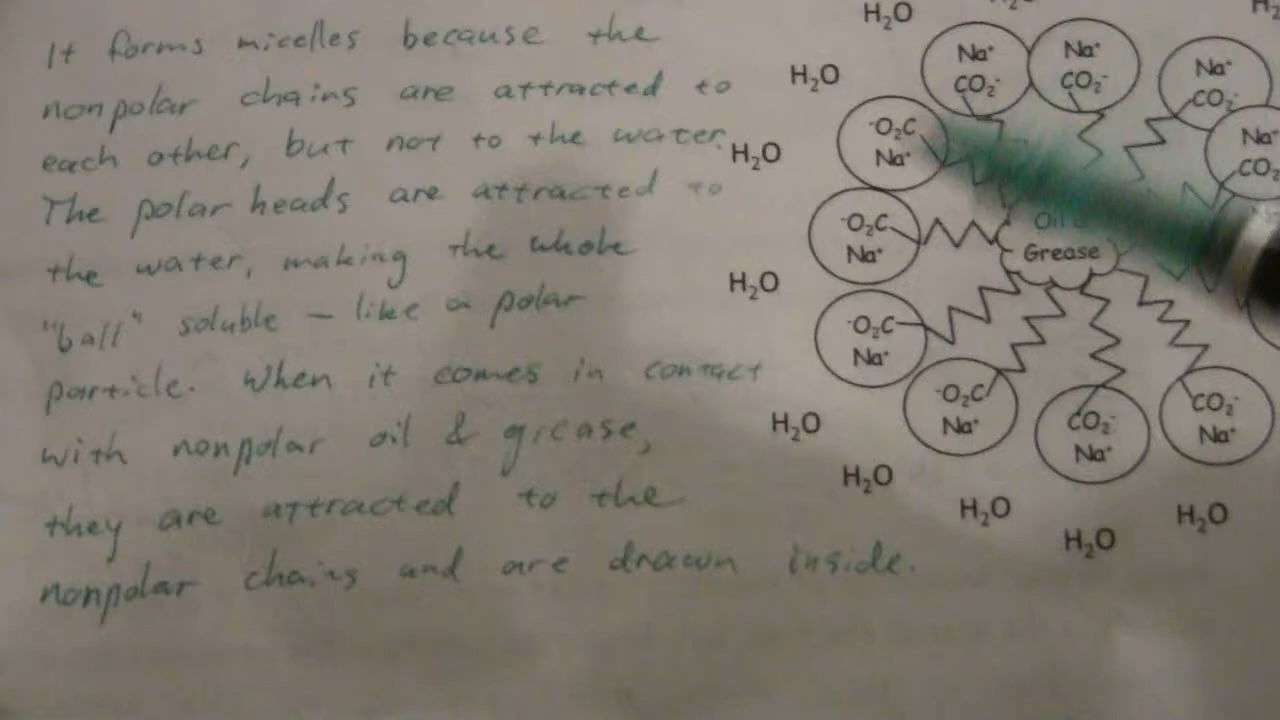 It forms micelles because the
nonpolar chains are attracted to
each other, but not to the water.
The polar heads are attracted to
the water, making the whole
"ball" soluble – like a polar
particle. When it comes in contact
with nonpolar oil & grease,
they are attracted to the
nonpolar chains and are drawn inside.
H₂O
H₂O
H₂O
H₂O
H₂O
H₂O
H₂O
H₂O
H₂O
Na⁺
CO₂⁻
Na⁺
CO₂⁻
Na⁺
CO₂⁻
Na⁺
CO₂
⁻O₂C
Na⁺
⁻O₂C
Na⁺
⁻O₂C
Na⁺
⁻O₂C
Na⁺
CO₂⁻
Na⁺
CO₂⁻
Na⁺
Oil
Grease